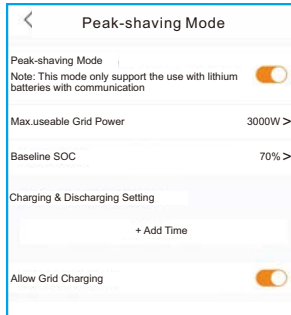 Peak-shaving Mode
Peak-shaving Mode
Note: This mode only support the use with lithium
batteries with communication
Max.useable Grid Power 3000W >
Baseline SOC 70% >
Charging & Discharging Setting
+ Add Time
Allow Grid Charging